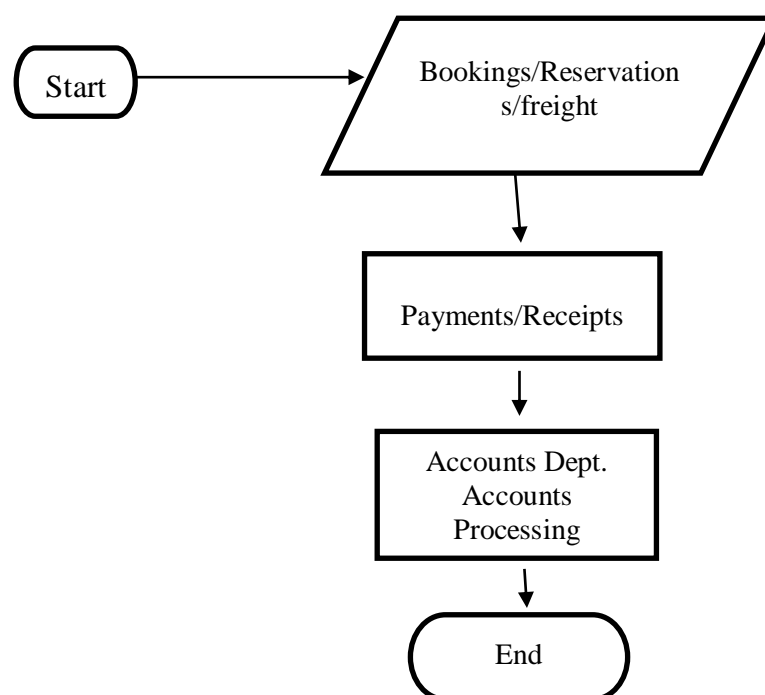 Start
Bookings/Reservation
s/freight
Payments/Receipts
Accounts Dept.
Accounts
Processing
End